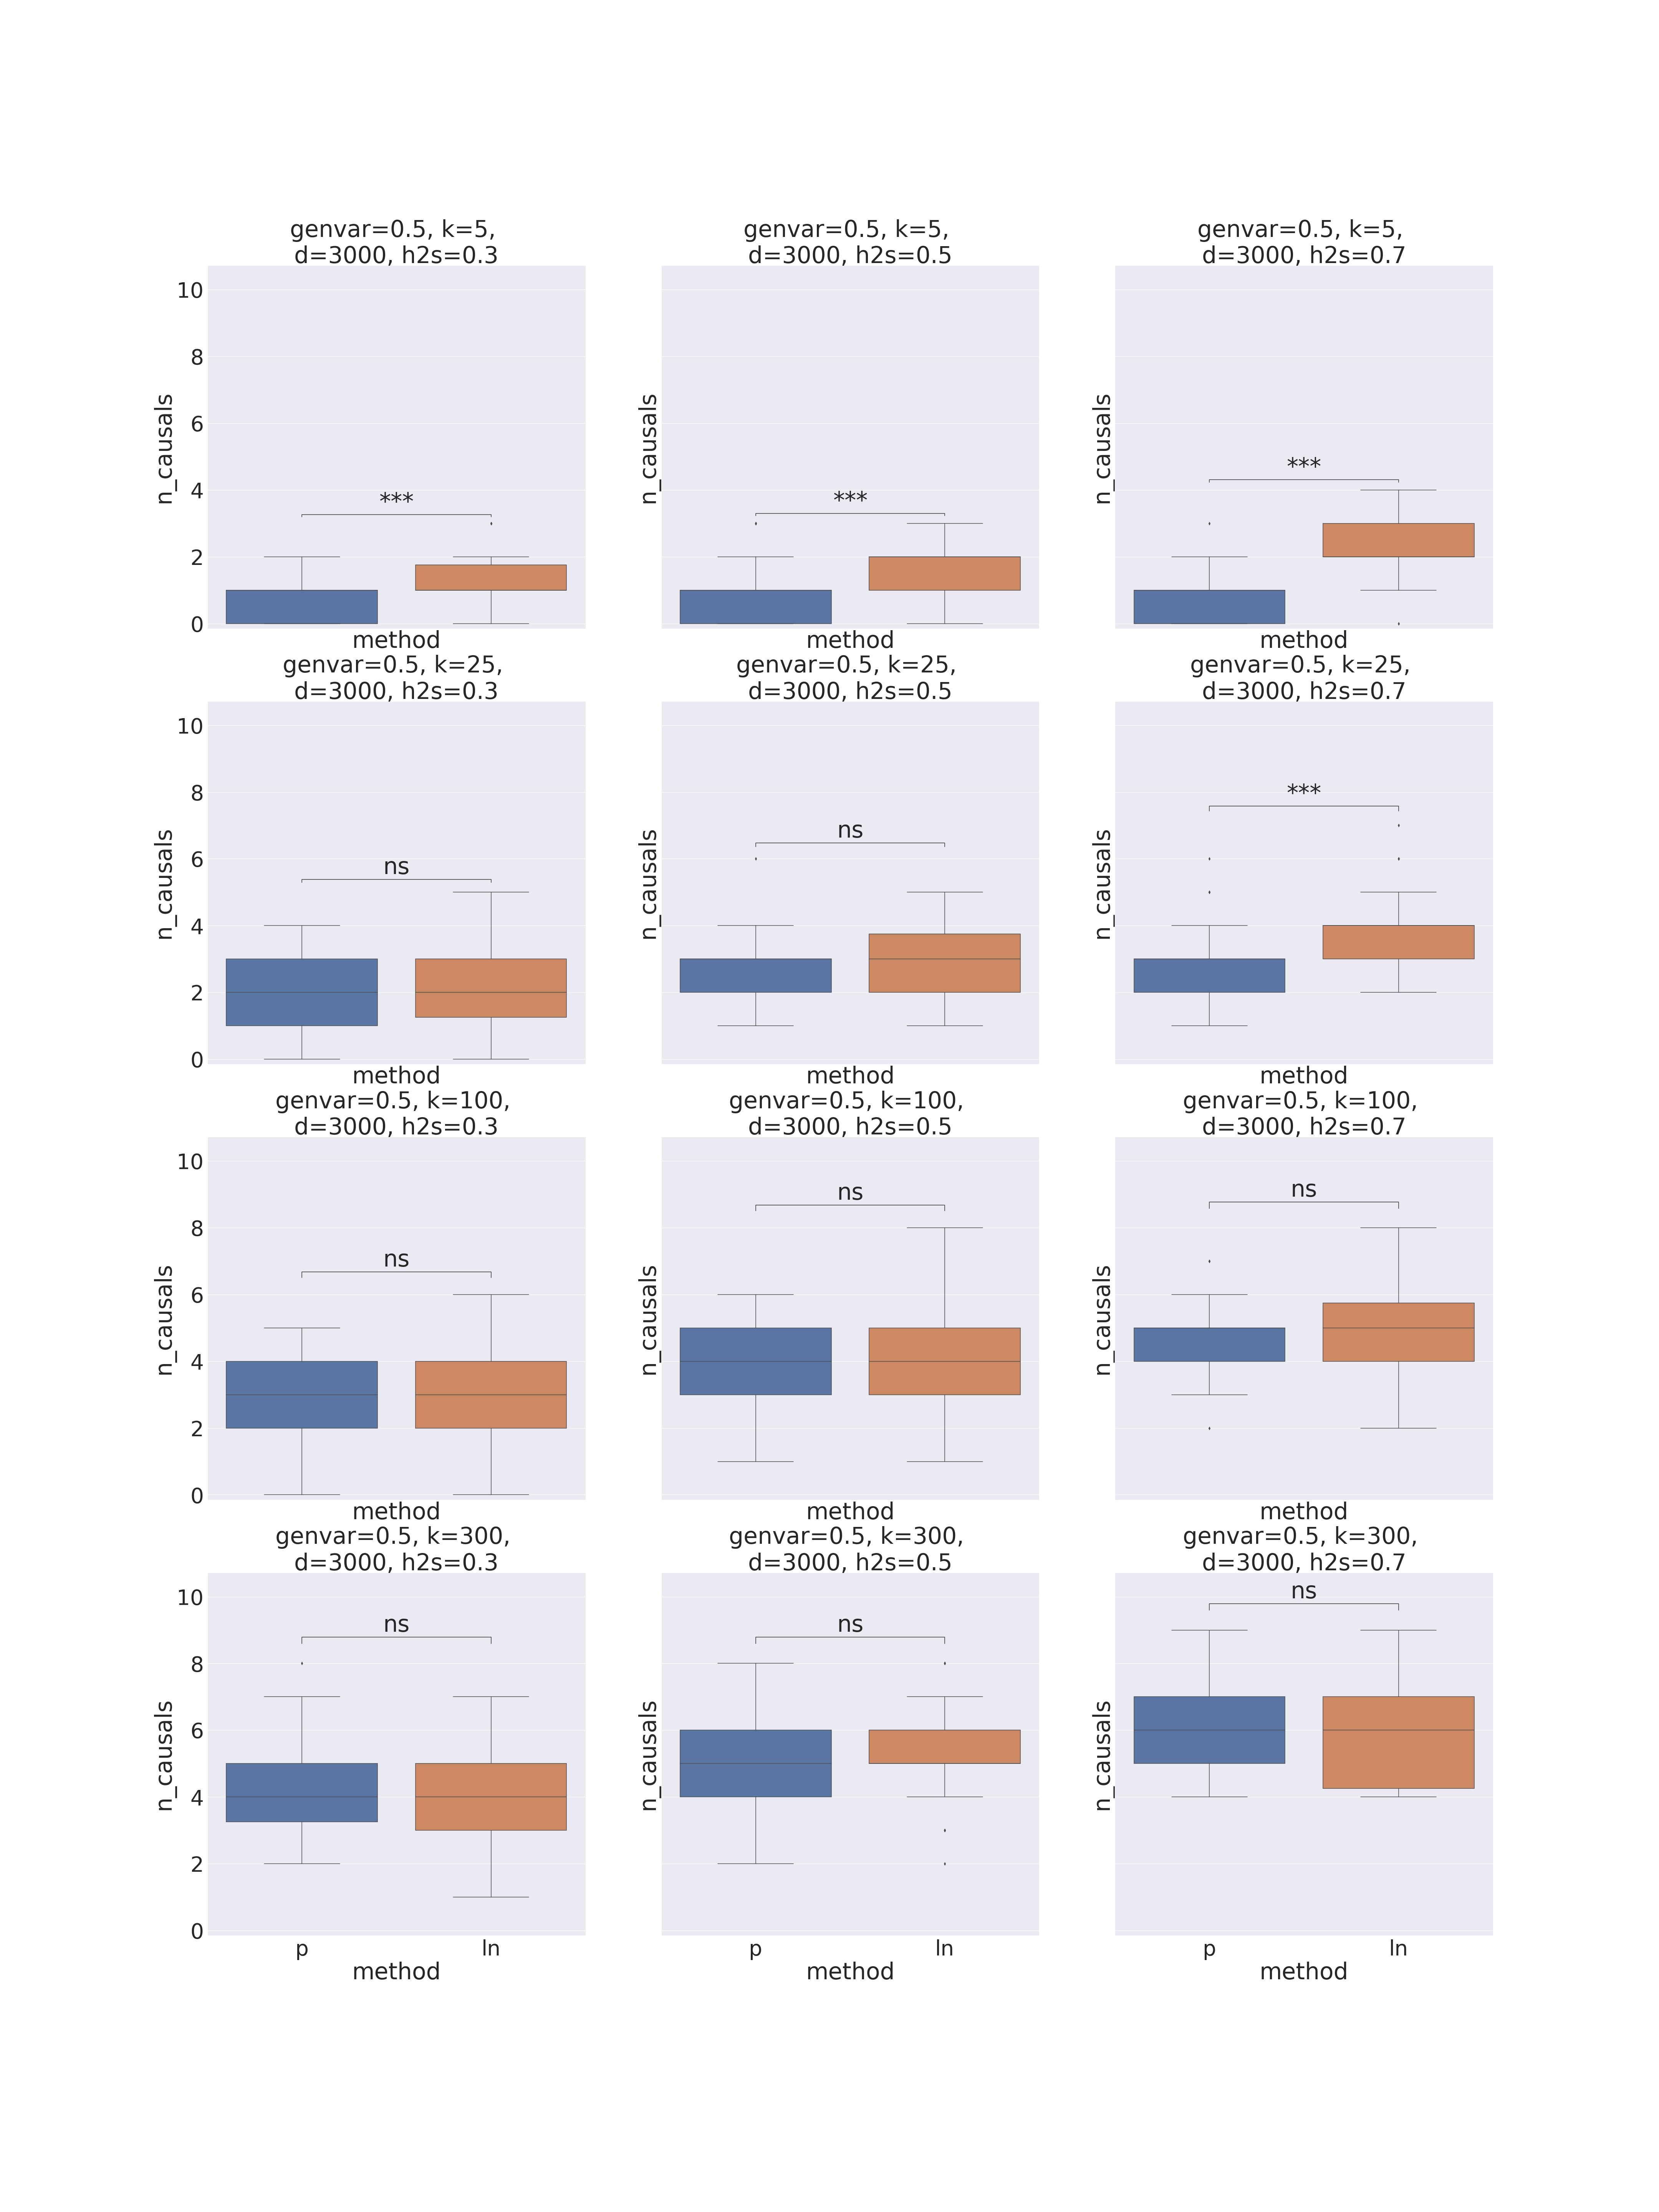 genvar=0.5, k=5,
d=3000, h2s=0.3
genvar=0.5, k=5,
d=3000, h2s=0.5
genvar=0.5, k=5,
d=3000, h2s=0.7
10
8
6
4
2
0
n_causals
***
method
n_causals
***
method
n_causals
***
method
genvar=0.5, k=25,
d=3000, h2s=0.3
genvar=0.5, k=25,
d=3000, h2s=0.5
genvar=0.5, k=25,
d=3000, h2s=0.7
10
8
6
4
2
0
n_causals
ns
method
n_causals
ns
method
n_causals
***
method
genvar=0.5, k=100,
d=3000, h2s=0.3
genvar=0.5, k=100,
d=3000, h2s=0.5
genvar=0.5, k=100,
d=3000, h2s=0.7
10
8
6
4
2
0
n_causals
ns
method
n_causals
ns
method
n_causals
ns
method
genvar=0.5, k=300,
d=3000, h2s=0.3
genvar=0.5, k=300,
d=3000, h2s=0.5
genvar=0.5, k=300,
d=3000, h2s=0.7
10
8
6
4
2
0
n_causals
ns
p ln
method
n_causals
ns
p ln
method
n_causals
ns
p ln
method